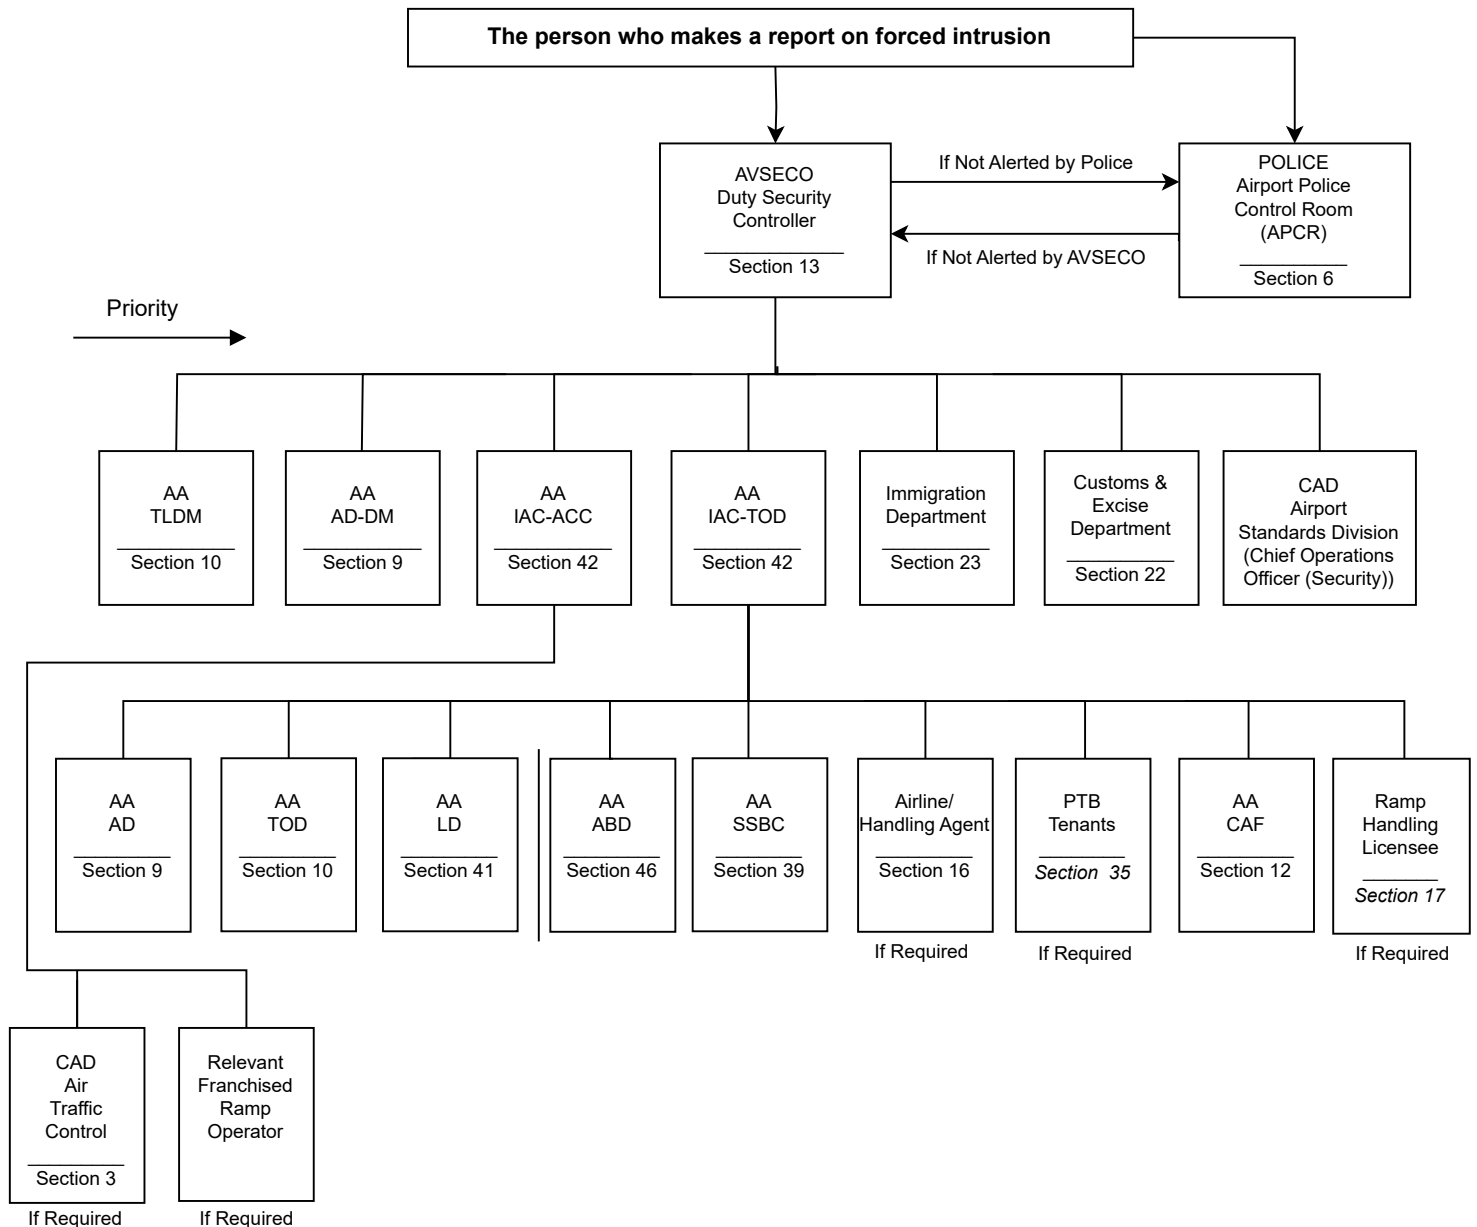 The person who makes a report on forced intrusion
AVSECO
Duty Security
Controller
Section 13
If Not Alerted by Police
If Not Alerted by AVSECO
POLICE
Airport Police
Control Room
(APCR)
Section 6
Priority
AA
TLDM
Section 10
AA
AD-DM
Section 9
AA
IAC-ACC
Section 42
AA
IAC-TOD
Section 42
Immigration
Department
Section 23
Customs &
Excise
Department
Section 22
CAD
Airport
Standards Division
(Chief Operations
Officer (Security))
AA
AD
Section 9
AA
TOD
Section 10
AA
LD
Section 41
AA
ABD
Section 46
AA
SSBC
Section 39
Airline/
Handling Agent
Section 16
If Required
PTB
Tenants
Section 35
If Required
AA
CAF
Section 12
Ramp
Handling
Licensee
Section 17
If Required
CAD
Air
Traffic
Control
Section 3
If Required
Relevant
Franchised
Ramp
Operator
If Required